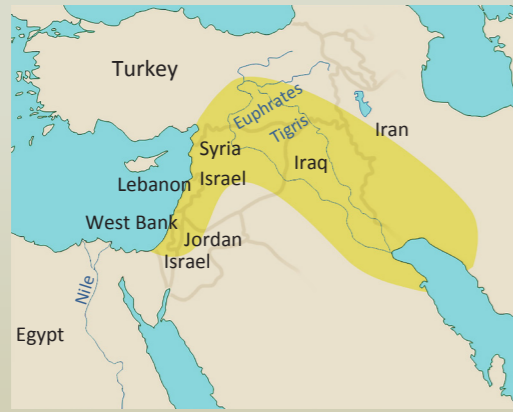 Turkey
Euphrates
Tigris
Iran
Syria
Iraq
Lebanon
Israel
West Bank
Jordan
Israel
Nile
Egypt